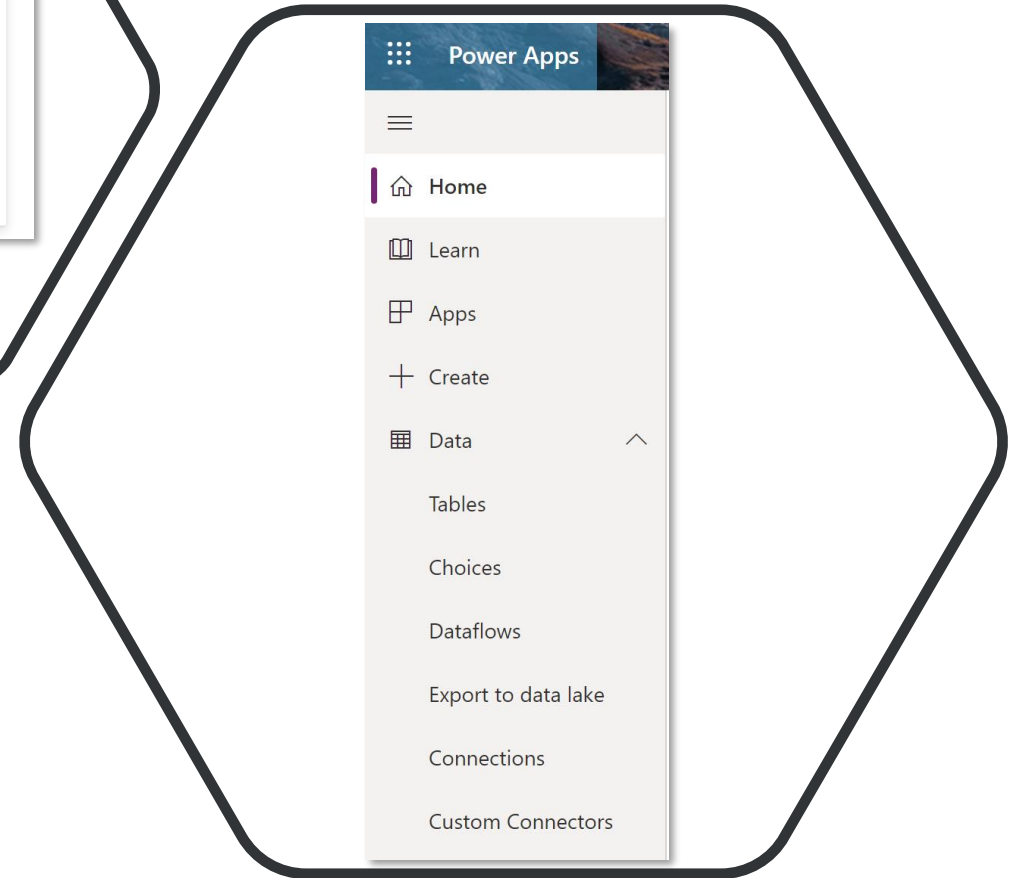 Power Apps
Home
Learn
Apps
Create
Data
Tables
Choices
Dataflows
Export to data lake
Connections
Custom Connectors